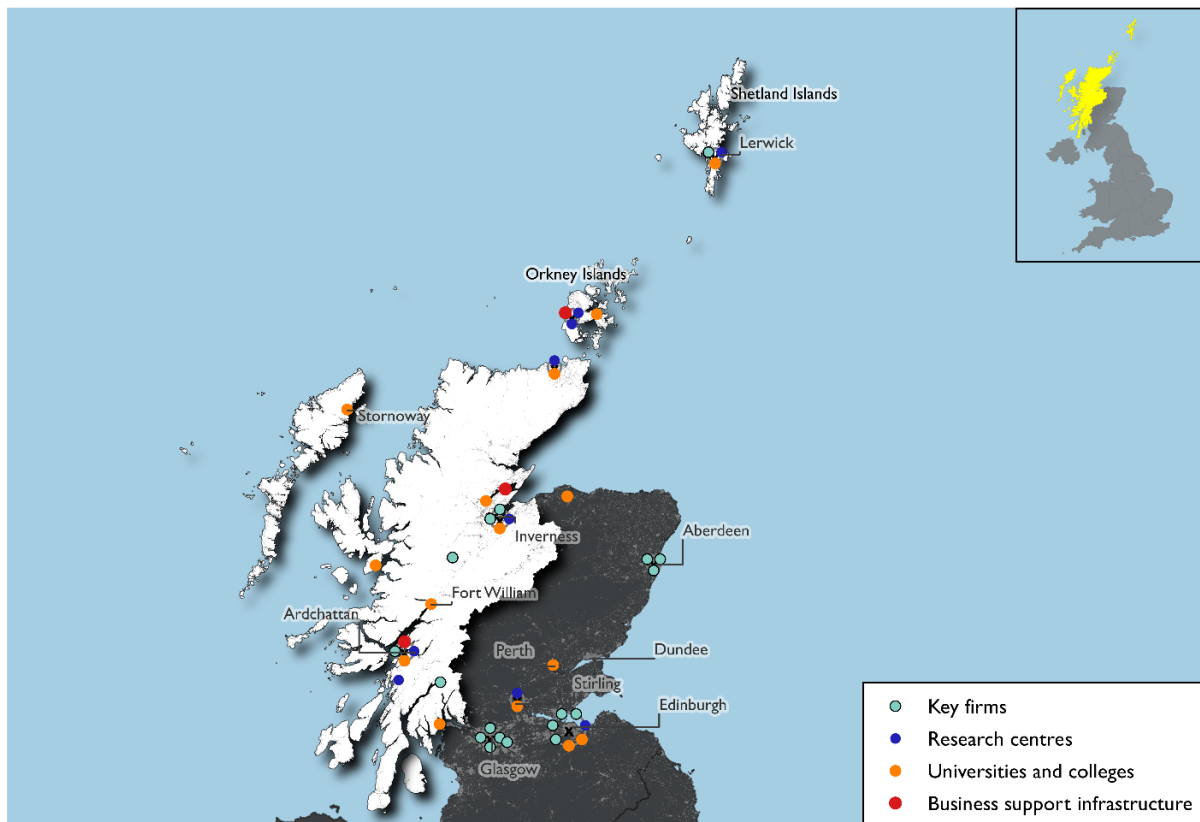 Shetland Islands
Lerwick
Orkney Islands
Stornoway
Inverness
Aberdeen
Fort William
Ardchattan
Perth
Dundee
Stirling
Edinburgh
x
Glasgow
Key firms
Research centres
Universities and colleges
Business support infrastructure